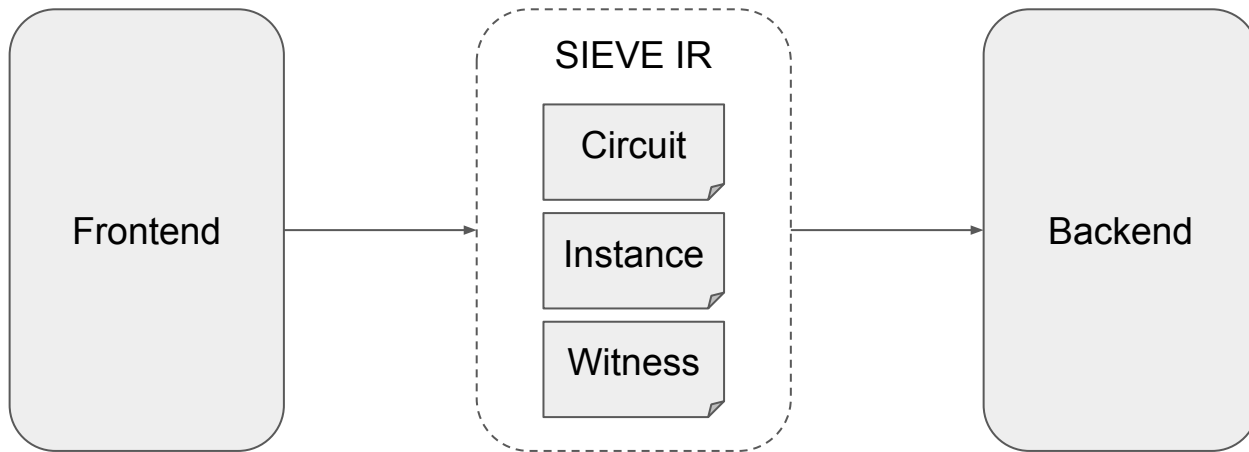 Frontend
SIEVE IR
Circuit
Instance
Witness
Backend